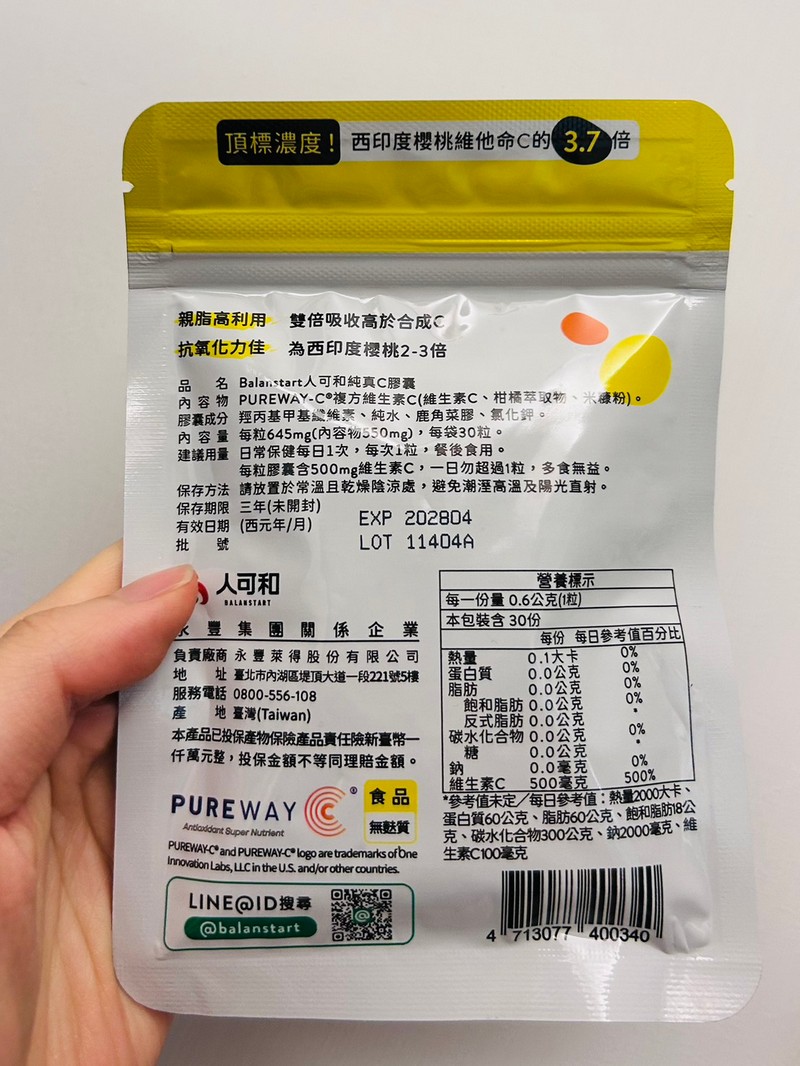 頂標濃度! 西印度櫻桃維他命C的 3.7 倍
親脂高利用 雙倍吸收高於合成C
抗氧化力佳 為西印度櫻桃2-3倍
品名 Balanstart人可和純真C膠囊
內容物 PUREWAY-C®複方維生素C(維生素C、柑橘萃取物、米糠粉)。
膠囊成分 羥丙基甲基纖維素、純水、鹿角菜膠、氯化鉀。
內容量 每粒645mg(內容物550mg)，每袋30粒。
建議用量 日常保健每日1次，每次1粒，餐後食用。
每粒膠囊含500mg維生素C，一日勿超過1粒，多食無益。
保存方法 請放置於常溫且乾燥陰涼處，避免潮溼高溫及陽光直射。
保存期限 三年(未開封)
有效日期 (西元年/月) EXP 202804
批號 LOT 11404A
人可和
BALANSTART
永豐集團關係企業
負責廠商 永豐萊得股份有限公司
地址 臺北市內湖區堤頂大道一段221號5樓
服務電話 0800-556-108
產地 臺灣(Taiwan)
本產品已投保產物保險產品責任險新臺幣一
仟萬元整，投保金額不等同理賠金額。
PUREWAY C®
Antioxidant Super Nutrient
食品
無麩質
PUREWAY-C® and PUREWAY-C® logo are trademarks of One
Innovation Labs, LLC in the U.S. and/or other countries.
LINE@ID搜尋
@balanstart
營養標示
每一份量 0.6公克(1粒)
本包裝含 30份
每份 每日參考值百分比
熱量 0.1大卡 0%
蛋白質 0.0公克 0%
脂肪 0.0公克 0%
飽和脂肪 0.0公克 0%
反式脂肪 0.0公克 *
碳水化合物 0.0公克 0%
糖 0.0公克 *
鈉 0.0毫克 0%
維生素C 500毫克 500%
*參考值未定／每日參考值：熱量2000大卡、
蛋白質60公克、脂肪60公克、飽和脂肪18公
克、碳水化合物300公克、鈉2000毫克、維
生素C100毫克
4 713077 400340